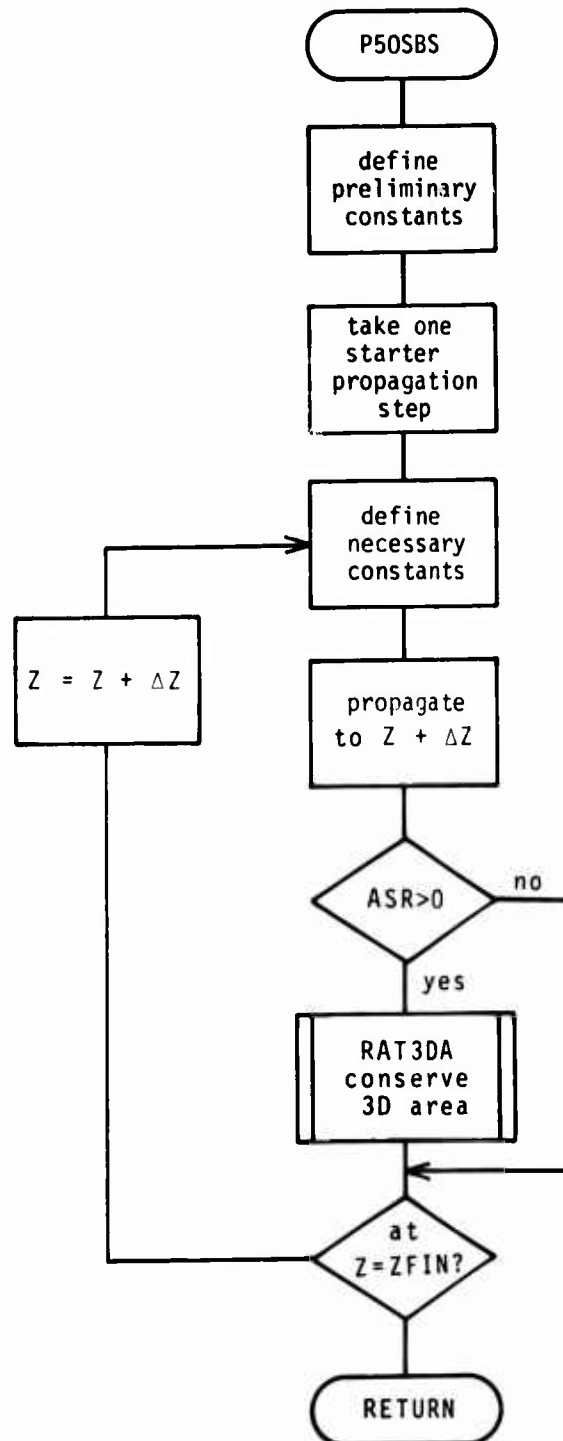 P50SBS
define
preliminary
constants
take one
starter
propagation
step
define
necessary
constants
Z = Z + ΔZ
propagate
to Z + ΔZ
ASR>0
no
yes
RAT3DA
conserve
3D area
at
Z=ZFIN?
RETURN